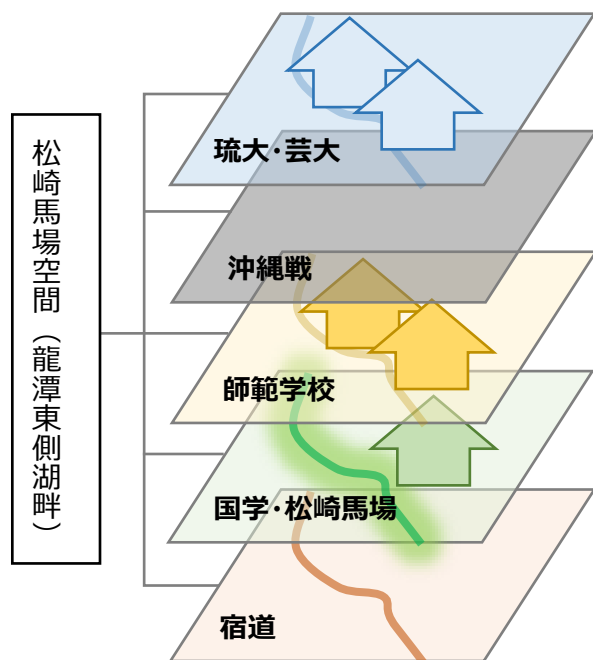 松崎馬場空間（龍潭東側湖畔）
琉大・芸大
沖縄戦
師範学校
国学・松崎馬場
宿道